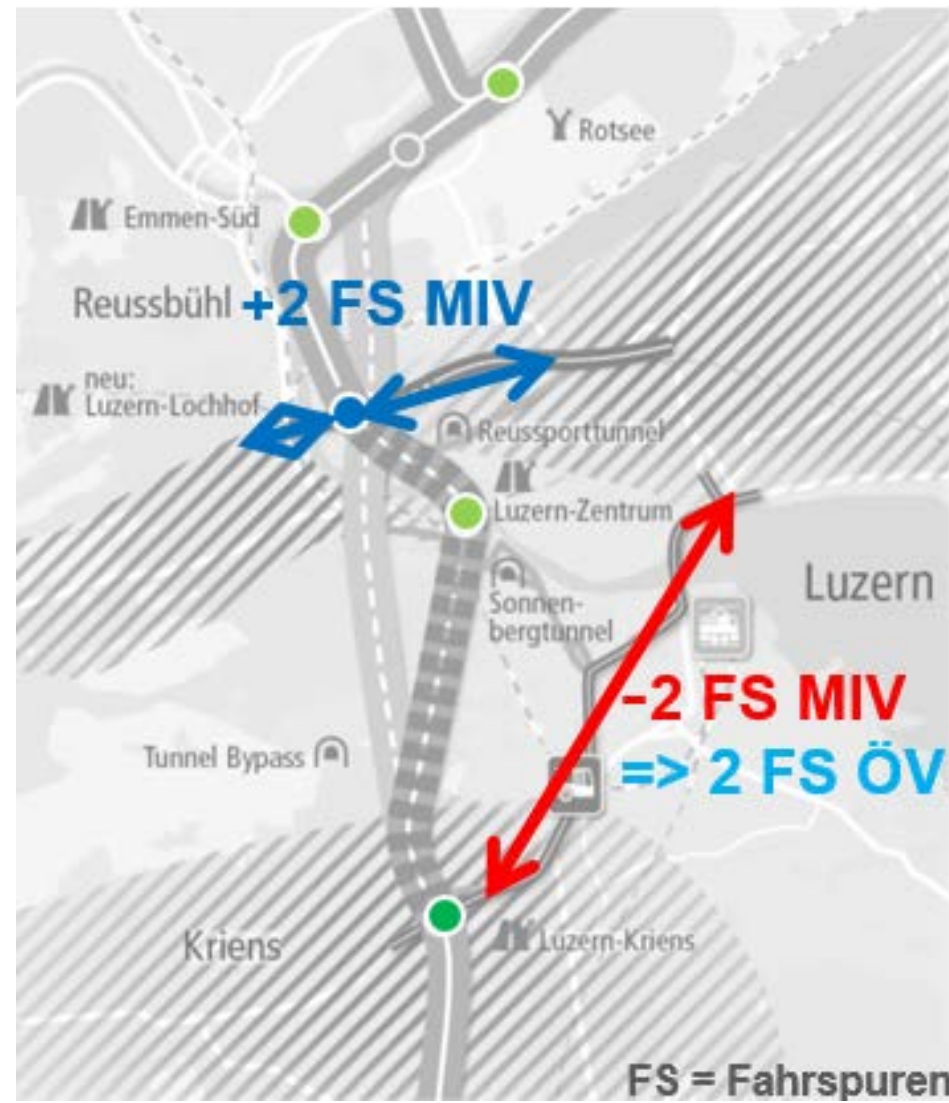 Rotsee
Emmen-Süd
Reussbühl
+2 FS MIV
neu:
Luzern-Lochhof
Reussporttunnel
Luzern-Zentrum
Luzern
Sonnen-
bergtunnel
-2 FS MIV
=> 2 FS ÖV
Tunnel Bypass
Kriens
Luzern-Kriens
FS = Fahrspuren